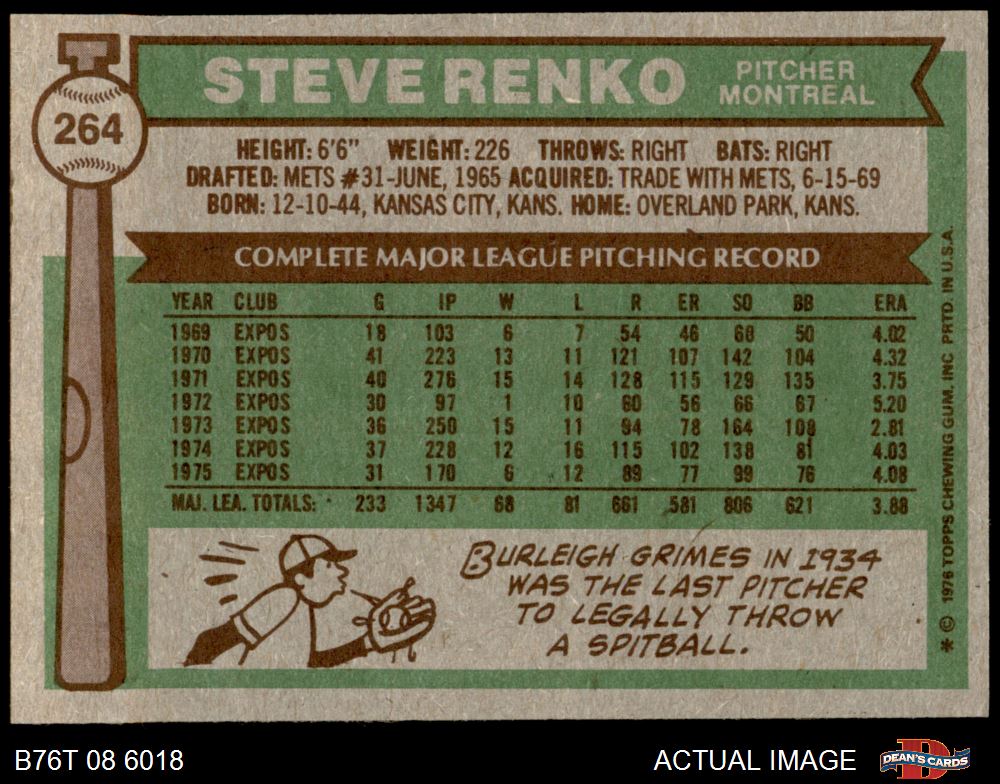 STEVE RENKO
PITCHER
MONTREAL
264
HEIGHT: 6'6" WEIGHT: 226 THROWS: RIGHT BATS: RIGHT
DRAFTED: METS #31-JUNE, 1965 ACQUIRED: TRADE WITH METS, 6-15-69
BORN: 12-10-44, KANSAS CITY, KANS. HOME: OVERLAND PARK, KANS.
COMPLETE MAJOR LEAGUE PITCHING RECORD
YEAR CLUB G IP W L R ER SO BB ERA
1969 EXPOS 18 103 6 7 54 46 68 50 4.02
1970 EXPOS 41 223 13 11 121 107 142 104 4.32
1971 EXPOS 40 276 15 14 128 115 129 135 3.75
1972 EXPOS 30 97 1 10 60 56 66 67 5.20
1973 EXPOS 36 250 15 11 94 78 164 108 2.81
1974 EXPOS 37 228 12 16 115 102 138 81 4.03
1975 EXPOS 31 170 6 12 89 77 99 76 4.08
MAJ. LEA. TOTALS: 233 1347 68 81 661 581 806 621 3.88
BURLEIGH GRIMES IN 1934
WAS THE LAST PITCHER
TO LEGALLY THROW
A SPITBALL.
* © 1976 TOPPS CHEWING GUM, INC PRTD. IN U.S.A.
B76T 08 6018
ACTUAL IMAGE
DEAN'S CARDS